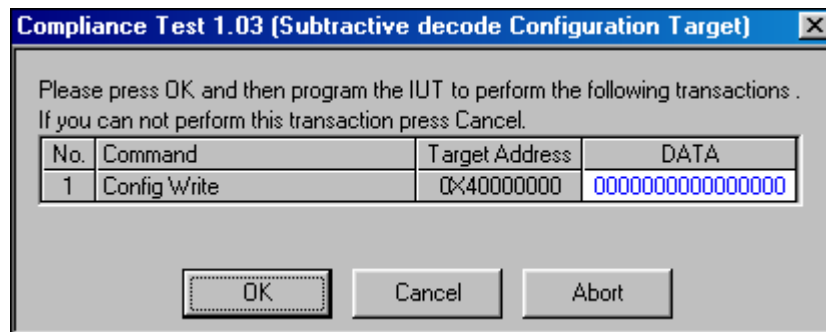 Compliance Test 1.03 (Subtractive decode Configuration Target)
Please press OK and then program the IUT to perform the following transactions .
If you can not perform this transaction press Cancel.
No. Command Target Address DATA
1 Config Write 0X40000000 0000000000000000
OK Cancel Abort